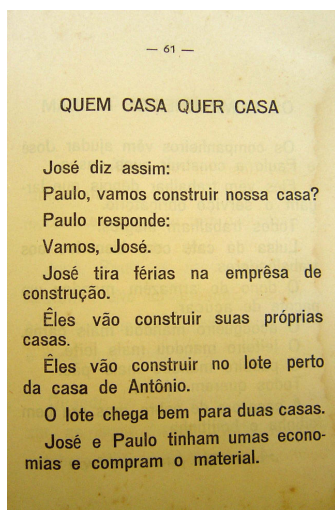 — 61 —
QUEM CASA QUER CASA
José diz assim:
Paulo, vamos construir nossa casa?
Paulo responde:
Vamos, José.
José tira férias na emprêsa de
construção.
Êles vão construir suas próprias
casas.
Êles vão construir no lote perto
da casa de Antônio.
O lote chega bem para duas casas.
José e Paulo tinham umas econo-
mias e compram o material.